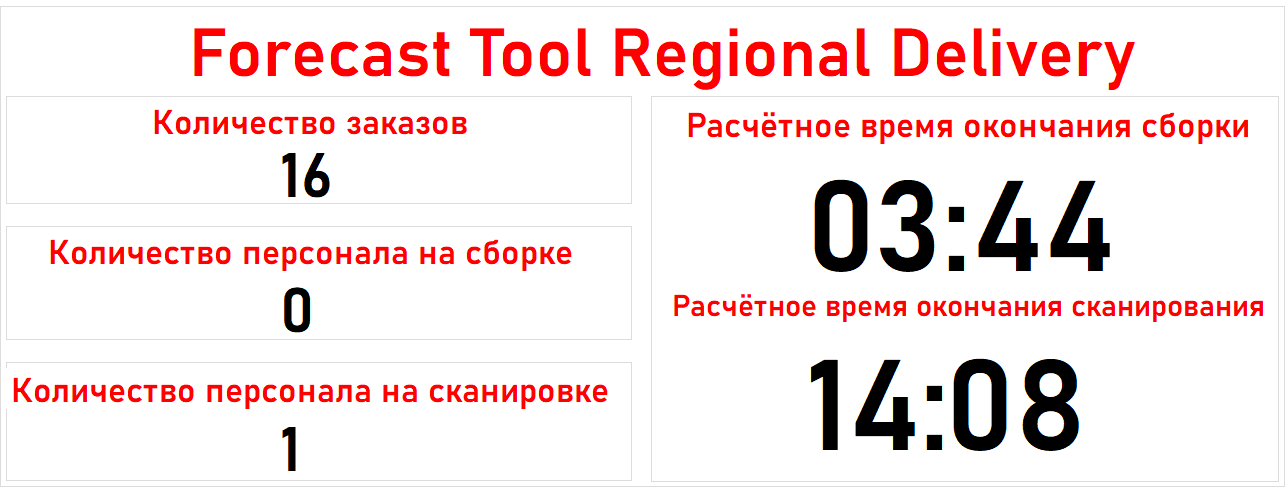 Forecast Tool Regional Delivery
Количество заказов
16
Количество персонала на сборке
0
Количество персонала на сканировке
1
Расчётное время окончания сборки
03:44
Расчётное время окончания сканирования
14:08